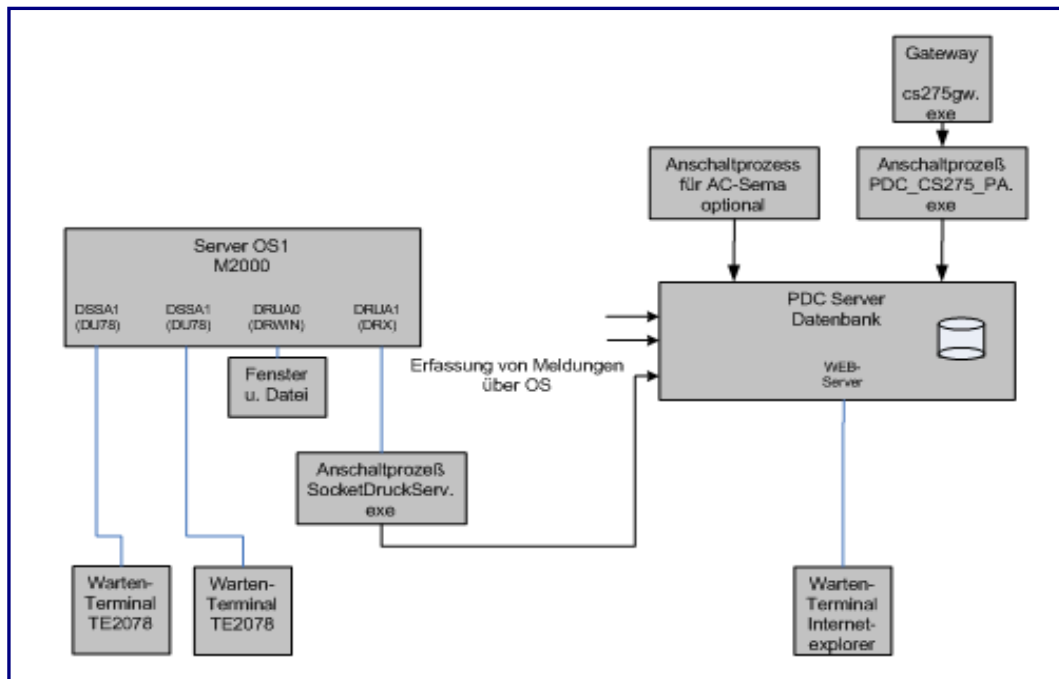 Gateway
cs275gw.
exe
Anschaltprozess
für AC-Sema
optional
Anschaltprozeß
PDC_CS275_PA.
exe
Server OS1
M2000
DSSA1
(DU78)
DSSA1
(DU78)
DRUA0
(DRWIN)
DRUA1
(DRX)
PDC Server
Datenbank
WEB-
Server
Fenster
u. Datei
Erfassung von Meldungen
über OS
Anschaltprozeß
SocketDruckServ.
exe
Warten-
Terminal
TE2078
Warten-
Terminal
TE2078
Warten-
Terminal
Internet-
explorer